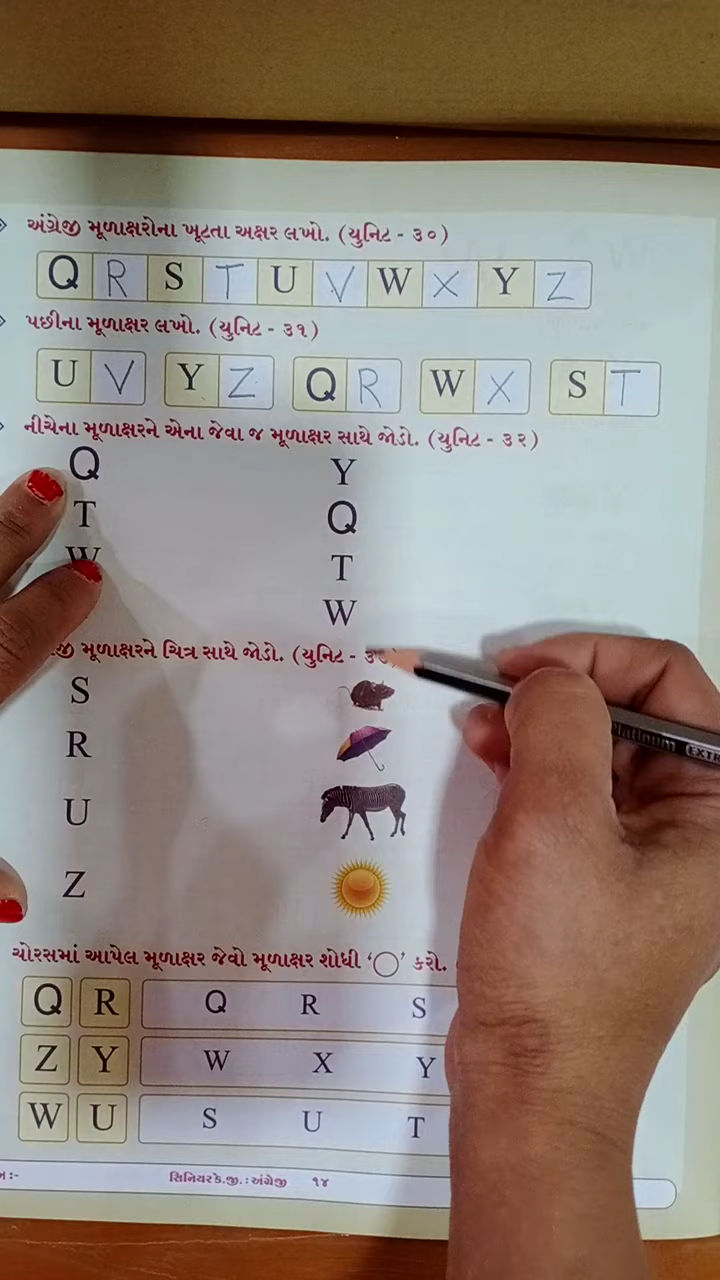 અંગ્રેજી મૂળાક્ષરોના ખૂટતા અક્ષર લખો. (યુનિટ - ૩૦)
Q R S T U V W X Y Z
પછીના મૂળાક્ષર લખો. (યુનિટ - ૩૧)
U V Y Z Q R W X S T
નીચેના મૂળાક્ષરને એના જેવા જ મૂળાક્ષર સાથે જોડો. (યુનિટ - ૩૨)
Q Y
T Q
W T
W
મૂળાક્ષરને ચિત્ર સાથે જોડો. (યુનિટ -
S
R
U
Z
ચોરસમાં આપેલ મૂળાક્ષર જેવો મૂળાક્ષર શોધી ‘◯’ કરો.
Q R Q R S
Z Y W X Y
W U S U T
સિનિયર કે.જી. : અંગ્રેજી ૧૪